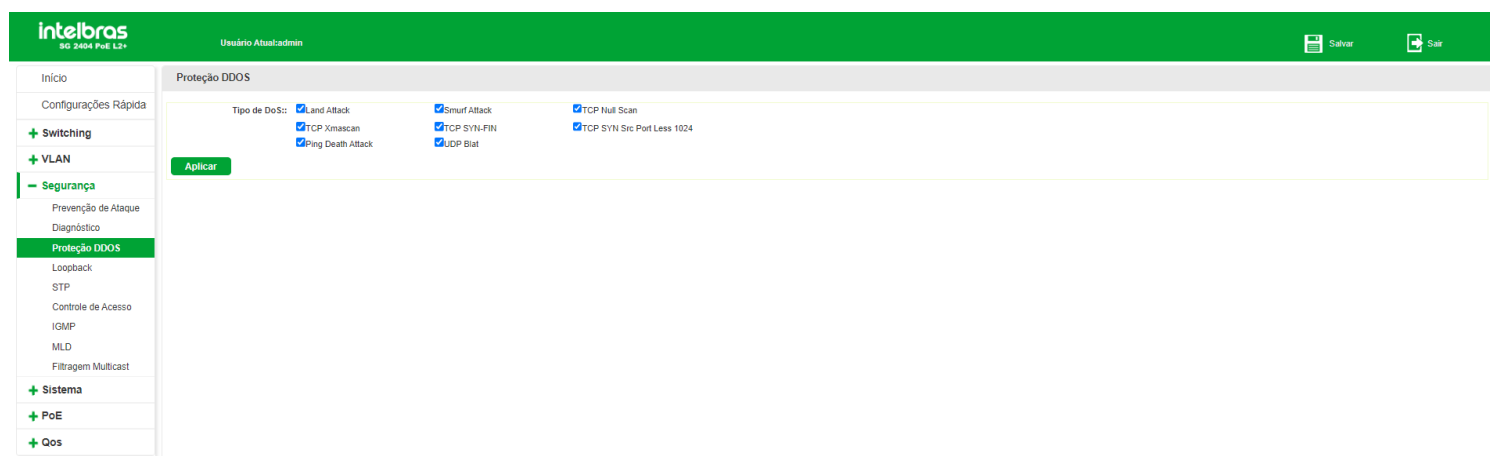 intelbras
SG 2404 PoE L2+
Usuário Atual:admin
Salvar
Sair
Início
Configurações Rápida
Switching
VLAN
Segurança
Prevenção de Ataque
Diagnóstico
Proteção DDOS
Loopback
STP
Controle de Acesso
IGMP
MLD
Filtragem Multicast
Sistema
PoE
Qos
Proteção DDOS
Tipo de DoS:: Land Attack Smurf Attack TCP Null Scan
TCP Xmascan TCP SYN-FIN TCP SYN Src Port Less 1024
Ping Death Attack UDP Blat
Aplicar